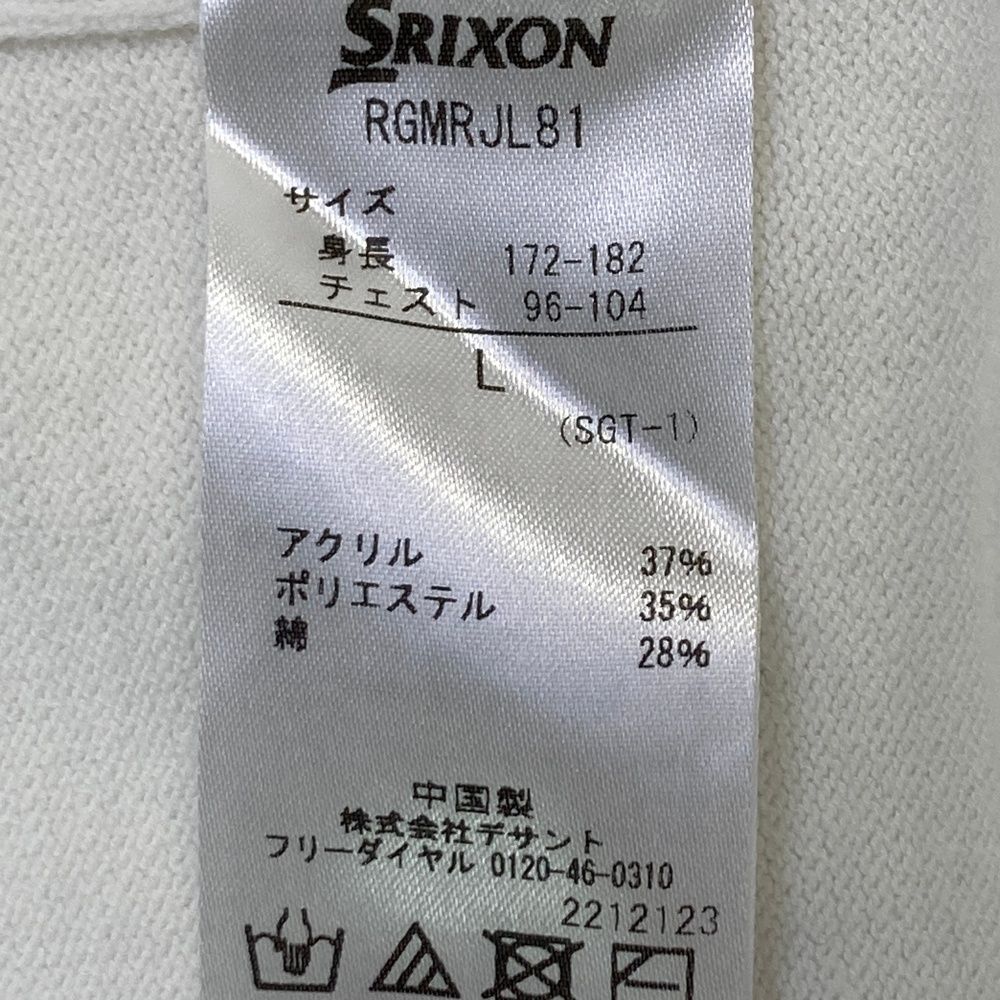 SRIXON
RGMRJL81
サイズ
身長 172-182
チェスト 96-104
L
(SGT-1)
アクリル 37%
ポリエステル 35%
綿 28%
中国製
株式会社デサント
フリーダイヤル 0120-46-0310
2212123